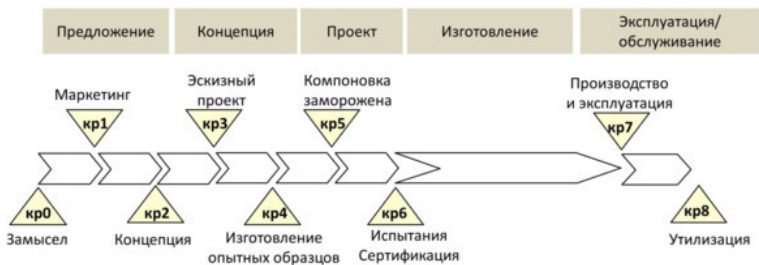 Предложение
Концепция
Проект
Изготовление
Эксплуатация/
обслуживание
Маркетинг
Эскизный
проект
Компоновка
заморожена
Производство
и эксплуатация
кр1
кр3
кр5
кр7
кр0
кр2
кр4
кр6
кр8
Замысел
Концепция
Изготовление
опытных образцов
Испытания
Сертификация
Утилизация